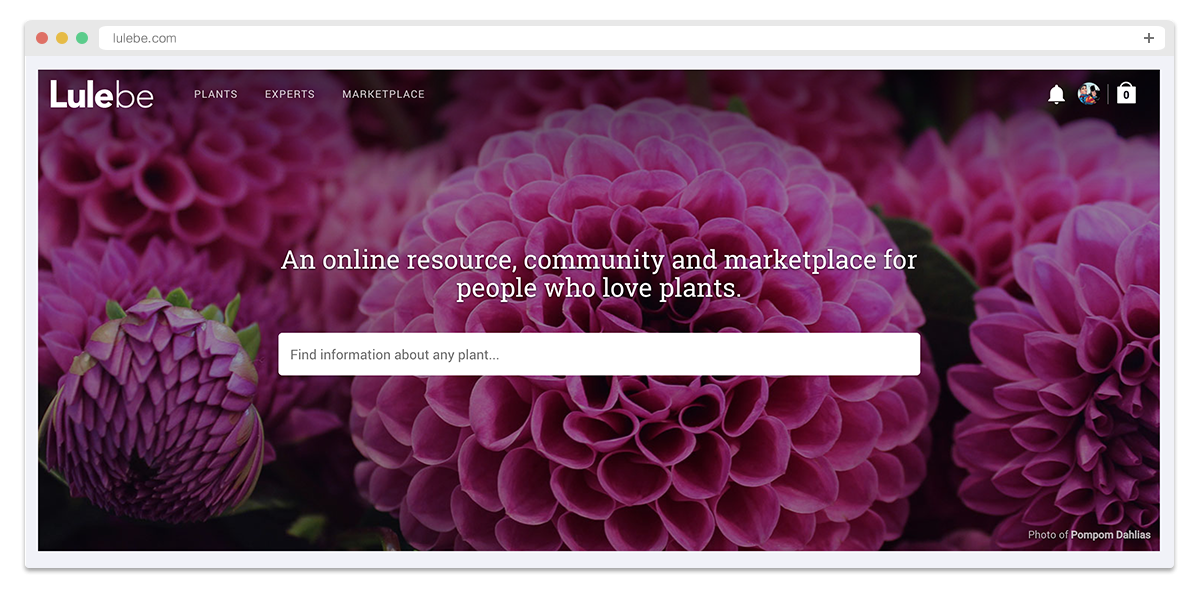 lulebe.com
Lulebe
PLANTS
EXPERTS
MARKETPLACE
0
An online resource, community and marketplace for
people who love plants.
Find information about any plant...
Photo of Pompom Dahlias